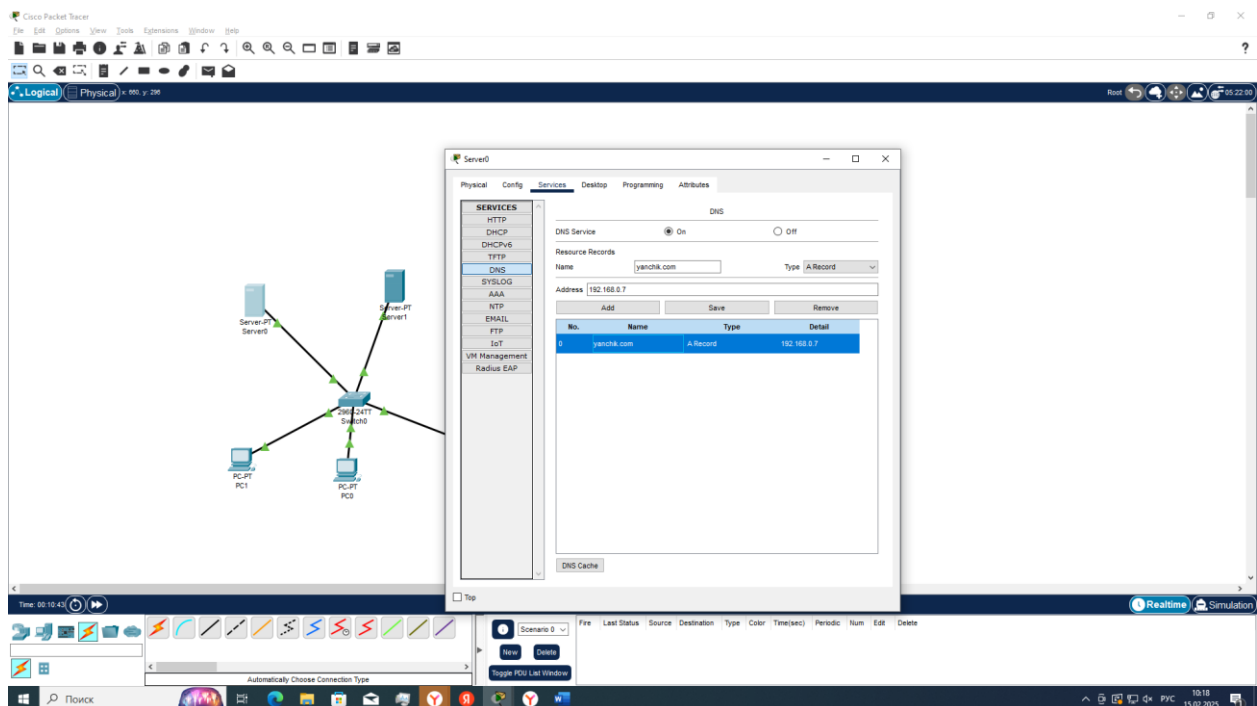 Cisco Packet Tracer
File Edit Options View Tools Extensions Window Help
?
Logical Physical x: 660, y: 296 Root 05:22:00
Server0
Physical Config Services Desktop Programming Attributes
SERVICES
HTTP
DHCP
DHCPv6
TFTP
DNS
SYSLOG
AAA
NTP
EMAIL
FTP
IoT
VM Management
Radius EAP
DNS
DNS Service On Off
Resource Records
Name yanchik.com Type A Record
Address 192.168.0.7
Add Save Remove
No. Name Type Detail
0 yanchik.com A Record 192.168.0.7
DNS Cache
Top
Server-PT
Server0
Server-PT
Server1
2960-24TT
Switch0
PC-PT
PC1
PC-PT
PC0
Time: 00:10:43 Realtime Simulation
Scenario 0 Fire Last Status Source Destination Type Color Time(sec) Periodic Num Edit Delete
New Delete
Toggle PDU List Window
Automatically Choose Connection Type
Поиск
РУС 10:18
15.02.2025